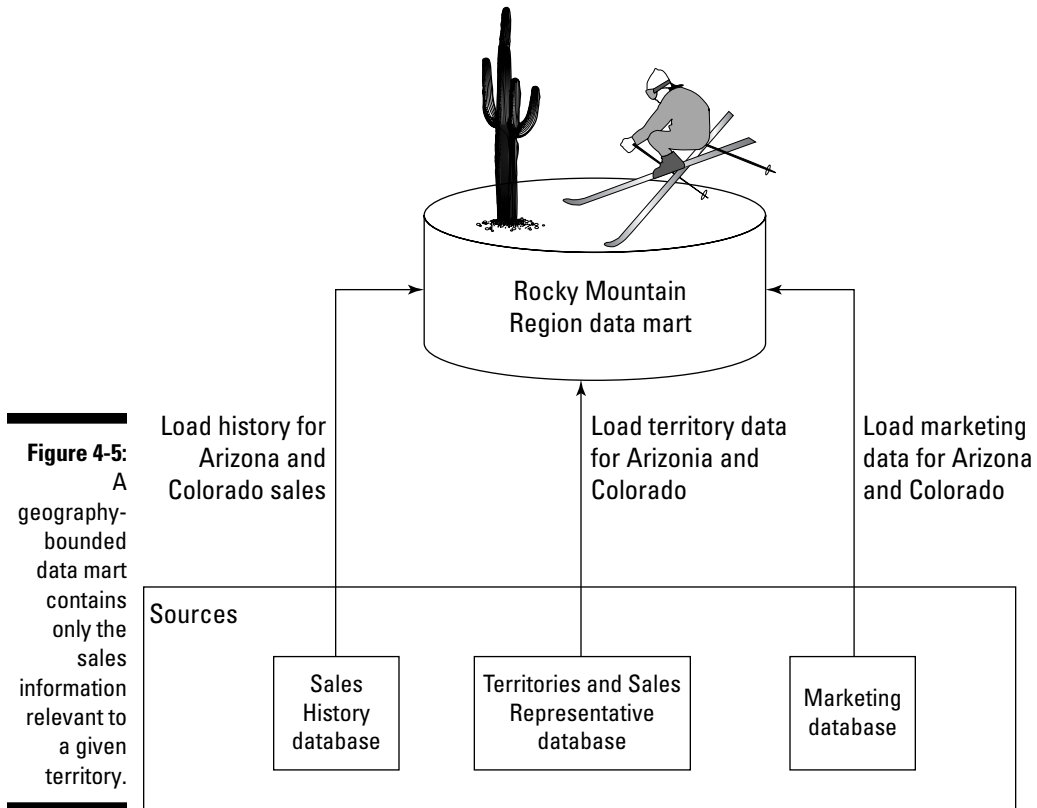 Rocky Mountain
Region data mart
Load history for
Arizona and
Colorado sales
Load territory data
for Arizonia and
Colorado
Load marketing
data for Arizona
and Colorado
Figure 4-5:
A
geography-
bounded
data mart
contains
only the
sales
information
relevant to
a given
territory.
Sources
Sales
History
database
Territories and Sales
Representative
database
Marketing
database